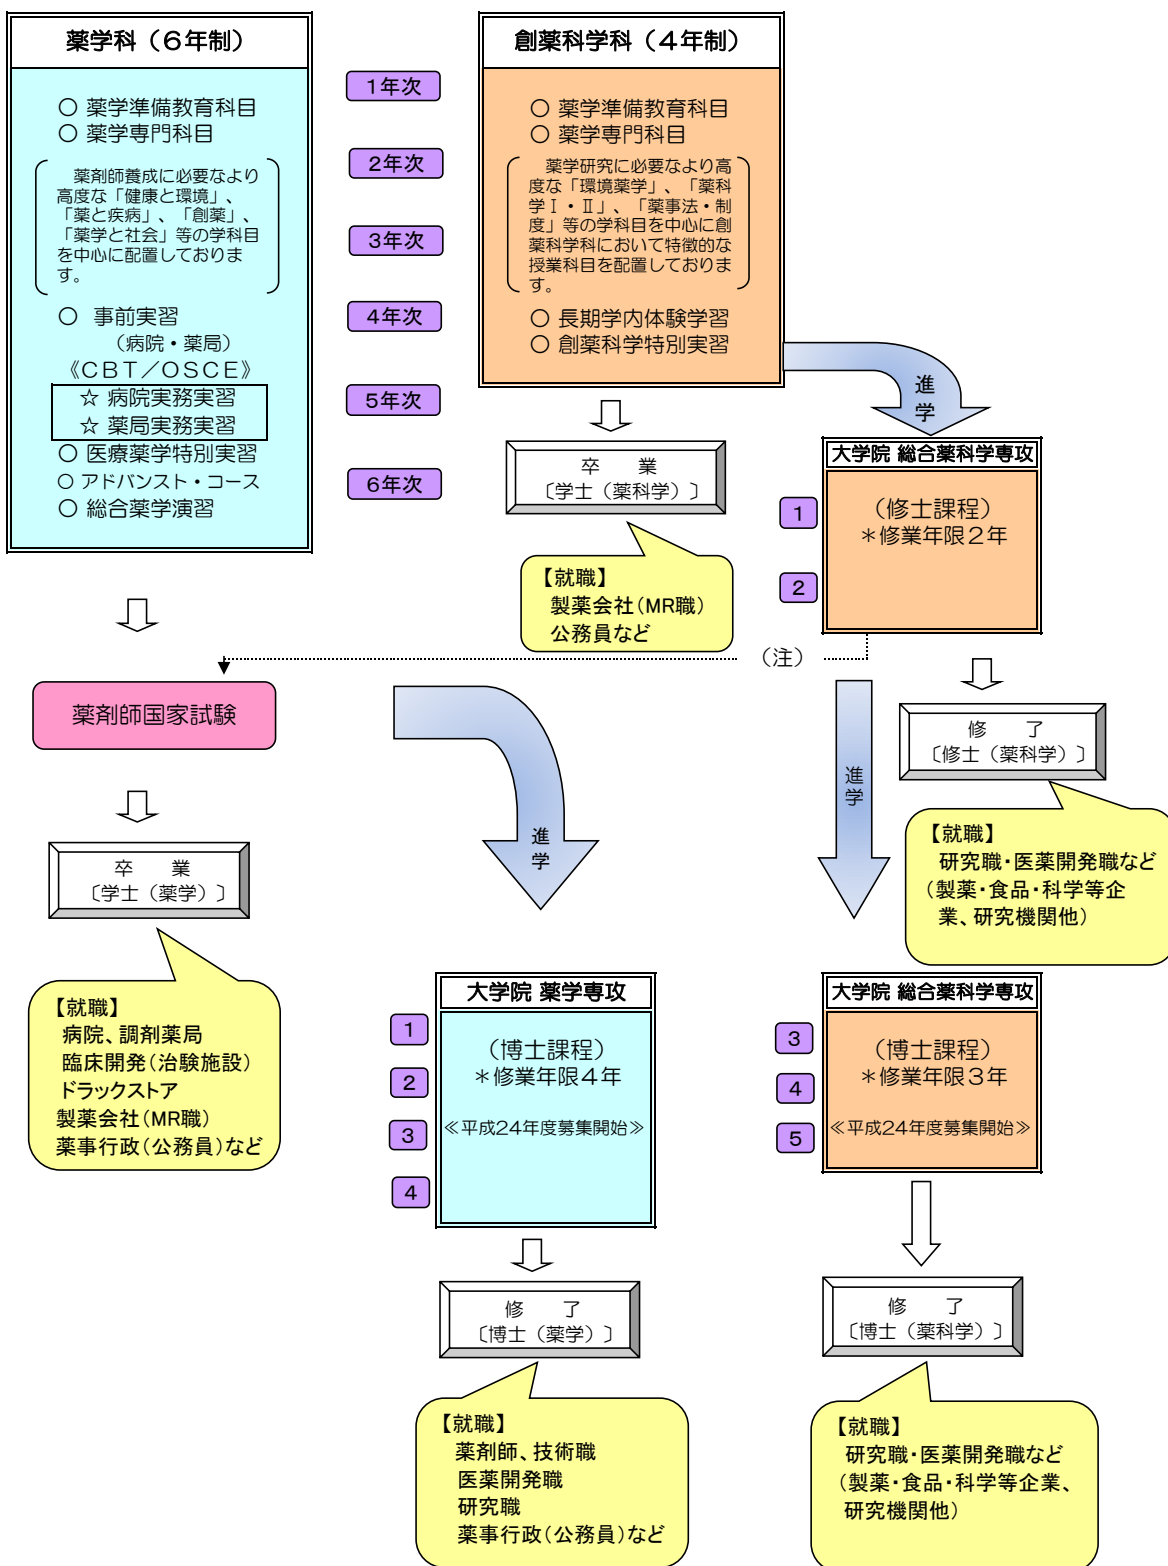 薬学科（６年制）
○ 薬学準備教育科目
○ 薬学専門科目
薬剤師養成に必要なより
高度な「健康と環境」、
「薬と疾病」、「創薬」、
「薬学と社会」等の学科目
を中心に配置しておりま
す。
○ 事前実習
（病院・薬局）
《ＣＢＴ／ＯＳＣＥ》
☆ 病院実務実習
☆ 薬局実務実習
○ 医療薬学特別実習
○ アドバンスト・コース
○ 総合薬学演習
１年次
２年次
３年次
４年次
５年次
６年次
創薬科学科（４年制）
○ 薬学準備教育科目
○ 薬学専門科目
薬学研究に必要なより高
度な「環境薬学」、「薬科
学Ⅰ・Ⅱ」、「薬事法・制
度」等の学科目を中心に創
薬科学科において特徴的な
授業科目を配置しておりま
す。
○ 長期学内体験学習
○ 創薬科学特別実習
進
学
卒　業
〔学士（薬科学）〕
【就職】
製薬会社（MR職）
公務員など
大学院 総合薬科学専攻
1
2
（修士課程）
＊修業年限２年
（注）
薬剤師国家試験
卒　業
〔学士（薬学）〕
【就職】
病院、調剤薬局
臨床開発（治験施設）
ドラックストア
製薬会社（MR職）
薬事行政（公務員）など
進
学
進
学
修　了
〔修士（薬科学）〕
【就職】
研究職・医薬開発職など
（製薬・食品・科学等企
業、研究機関他）
大学院 薬学専攻
1
2
3
4
（博士課程）
＊修業年限４年
≪平成24年度募集開始≫
修　了
〔博士（薬学）〕
【就職】
薬剤師、技術職
医薬開発職
研究職
薬事行政（公務員）など
大学院 総合薬科学専攻
3
4
5
（博士課程）
＊修業年限３年
≪平成24年度募集開始≫
修　了
〔博士（薬科学）〕
【就職】
研究職・医薬開発職など
（製薬・食品・科学等企業、
研究機関他）